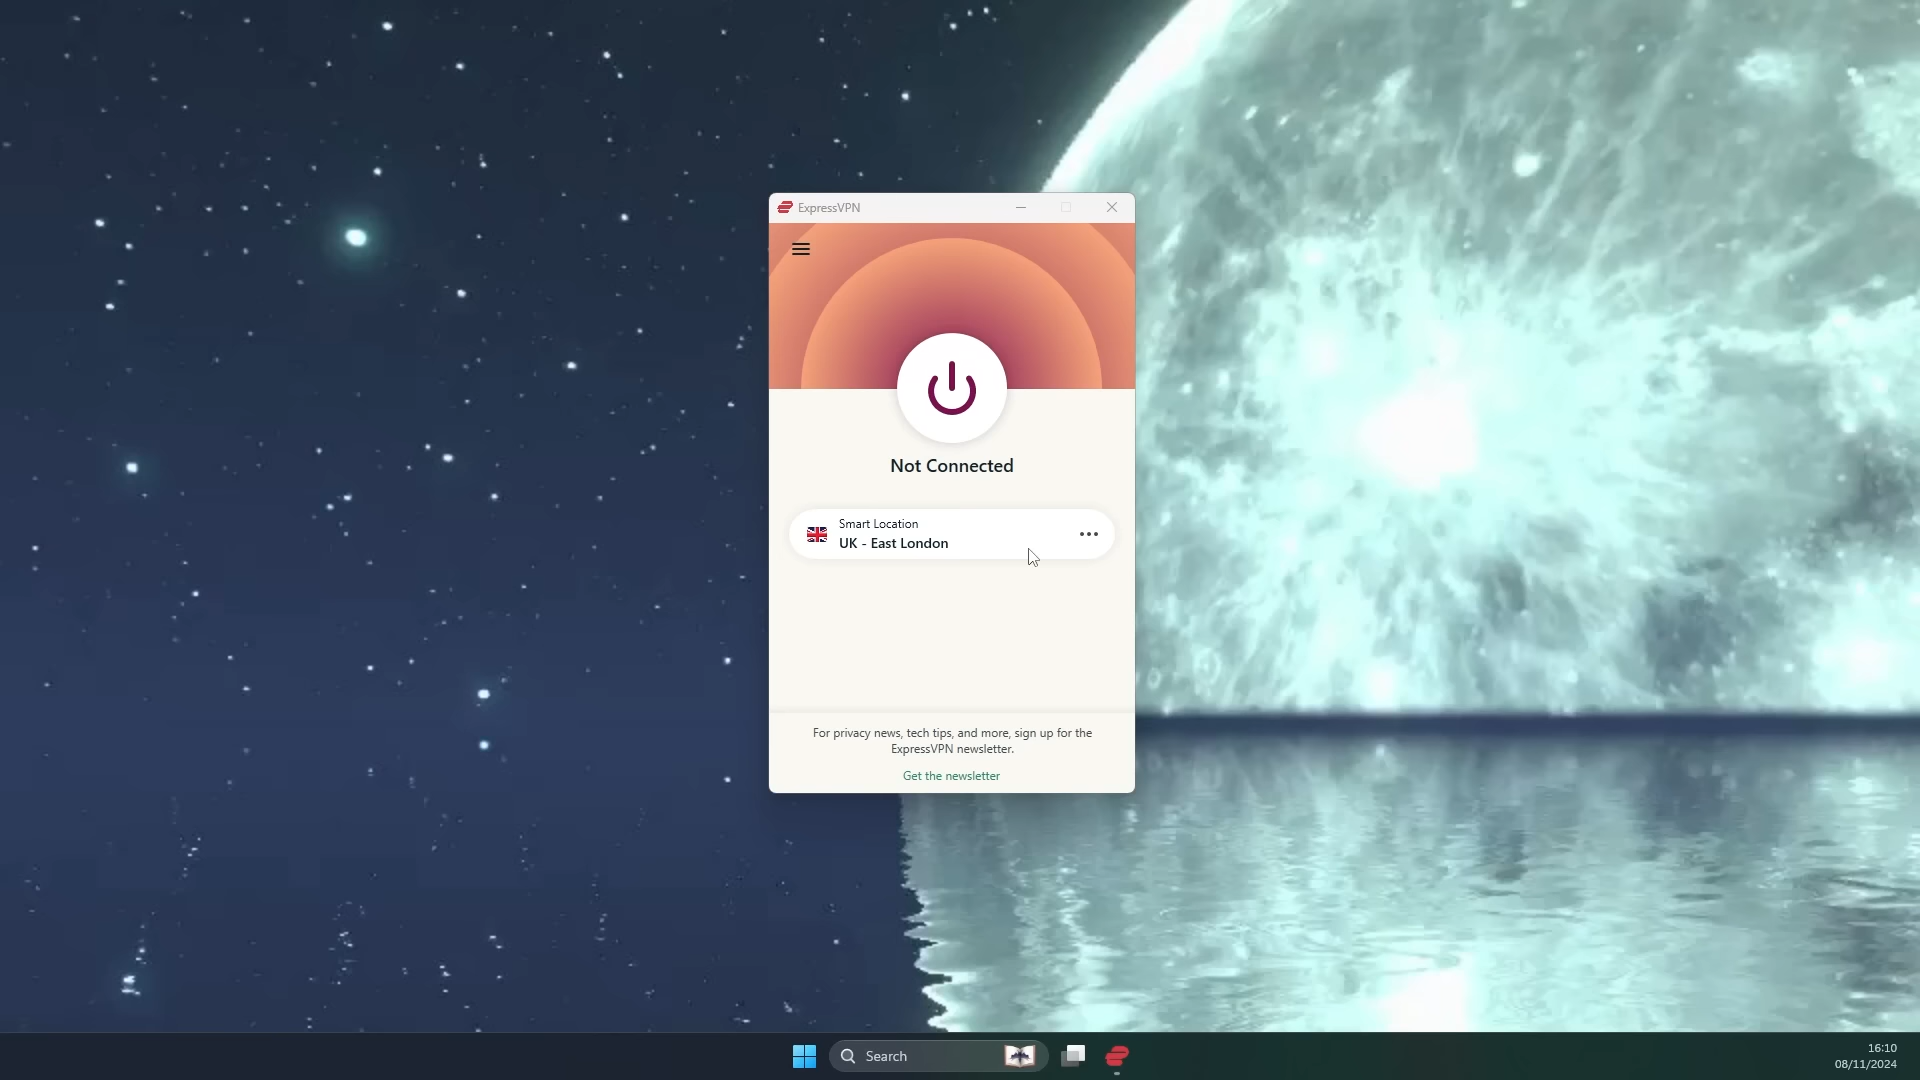 ExpressVPN
Not Connected
Smart Location
UK - East London
For privacy news, tech tips, and more, sign up for the
ExpressVPN newsletter.
Get the newsletter
Search
16:10
08/11/2024